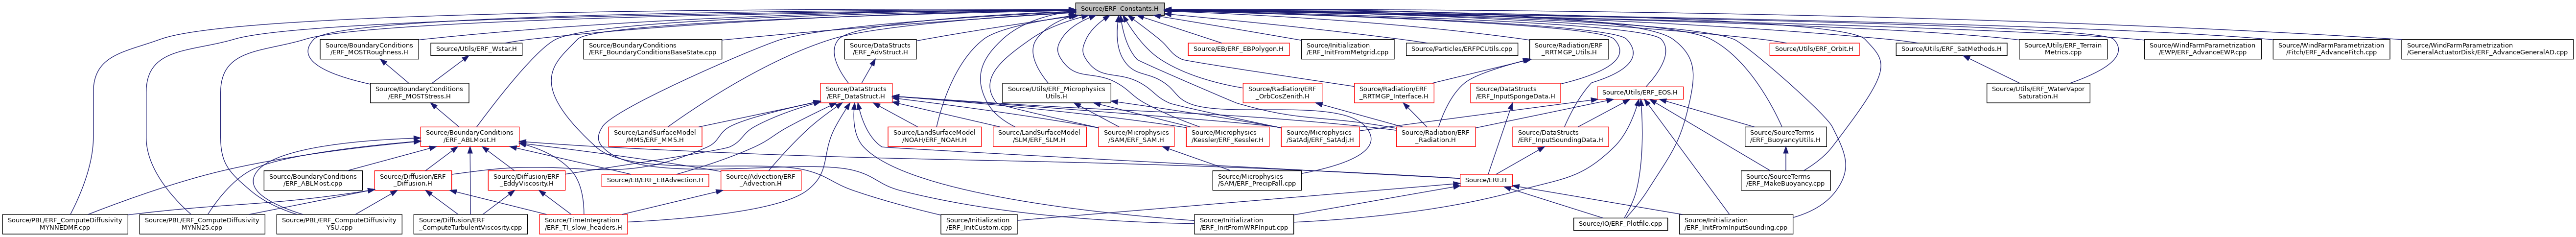 Source/ERF_Constants.H
Source/BoundaryConditions
/ERF_MOSTRoughness.H
Source/Utils/ERF_Wstar.H
Source/BoundaryConditions
/ERF_BoundaryConditionsBaseState.cpp
Source/DataStructs
/ERF_AdvStruct.H
Source/EB/ERF_EBPolygon.H
Source/Initialization
/ERF_InitFromMetgrid.cpp
Source/Particles/ERFPCUtils.cpp
Source/Radiation/ERF
_RRTMGP_Utils.H
Source/Utils/ERF_Orbit.H
Source/Utils/ERF_SatMethods.H
Source/Utils/ERF_Terrain
Metrics.cpp
Source/WindFarmParametrization
/EWP/ERF_AdvanceEWP.cpp
Source/WindFarmParametrization
/Fitch/ERF_AdvanceFitch.cpp
Source/WindFarmParametrization
/GeneralActuatorDisk/ERF_AdvanceGeneralAD.cpp
Source/BoundaryConditions
/ERF_MOSTStress.H
Source/DataStructs
/ERF_DataStruct.H
Source/Utils/ERF_Microphysics
Utils.H
Source/Radiation/ERF
_OrbCosZenith.H
Source/Radiation/ERF
_RRTMGP_Interface.H
Source/DataStructs
/ERF_InputSpongeData.H
Source/Utils/ERF_EOS.H
Source/Utils/ERF_WaterVapor
Saturation.H
Source/BoundaryConditions
/ERF_ABLMost.H
Source/LandSurfaceModel
/MM5/ERF_MM5.H
Source/LandSurfaceModel
/NOAH/ERF_NOAH.H
Source/LandSurfaceModel
/SLM/ERF_SLM.H
Source/Microphysics
/SAM/ERF_SAM.H
Source/Microphysics
/Kessler/ERF_Kessler.H
Source/Microphysics
/SatAdj/ERF_SatAdj.H
Source/Radiation/ERF
_Radiation.H
Source/DataStructs
/ERF_InputSoundingData.H
Source/SourceTerms
/ERF_BuoyancyUtils.H
Source/BoundaryConditions
/ERF_ABLMost.cpp
Source/Diffusion/ERF
_Diffusion.H
Source/Diffusion/ERF
_EddyViscosity.H
Source/EB/ERF_EBAdvection.H
Source/Advection/ERF
_Advection.H
Source/Microphysics
/SAM/ERF_PrecipFall.cpp
Source/ERF.H
Source/SourceTerms
/ERF_MakeBuoyancy.cpp
Source/PBL/ERF_ComputeDiffusivity
MYNNEDMF.cpp
Source/PBL/ERF_ComputeDiffusivity
MYNN25.cpp
Source/PBL/ERF_ComputeDiffusivity
YSU.cpp
Source/Diffusion/ERF
_ComputeTurbulentViscosity.cpp
Source/TimeIntegration
/ERF_TI_slow_headers.H
Source/Initialization
/ERF_InitCustom.cpp
Source/Initialization
/ERF_InitFromWRFInput.cpp
Source/IO/ERF_Plotfile.cpp
Source/Initialization
/ERF_InitFromInputSounding.cpp